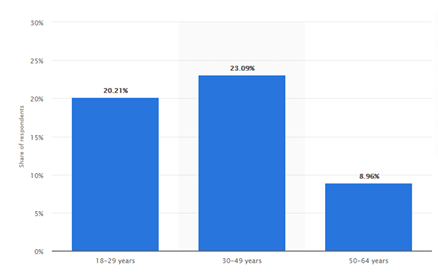 30%
25%
20%
15%
10%
5%
0%
Share of respondents
20.21%
23.09%
8.96%
18-29 years
30-49 years
50-64 years